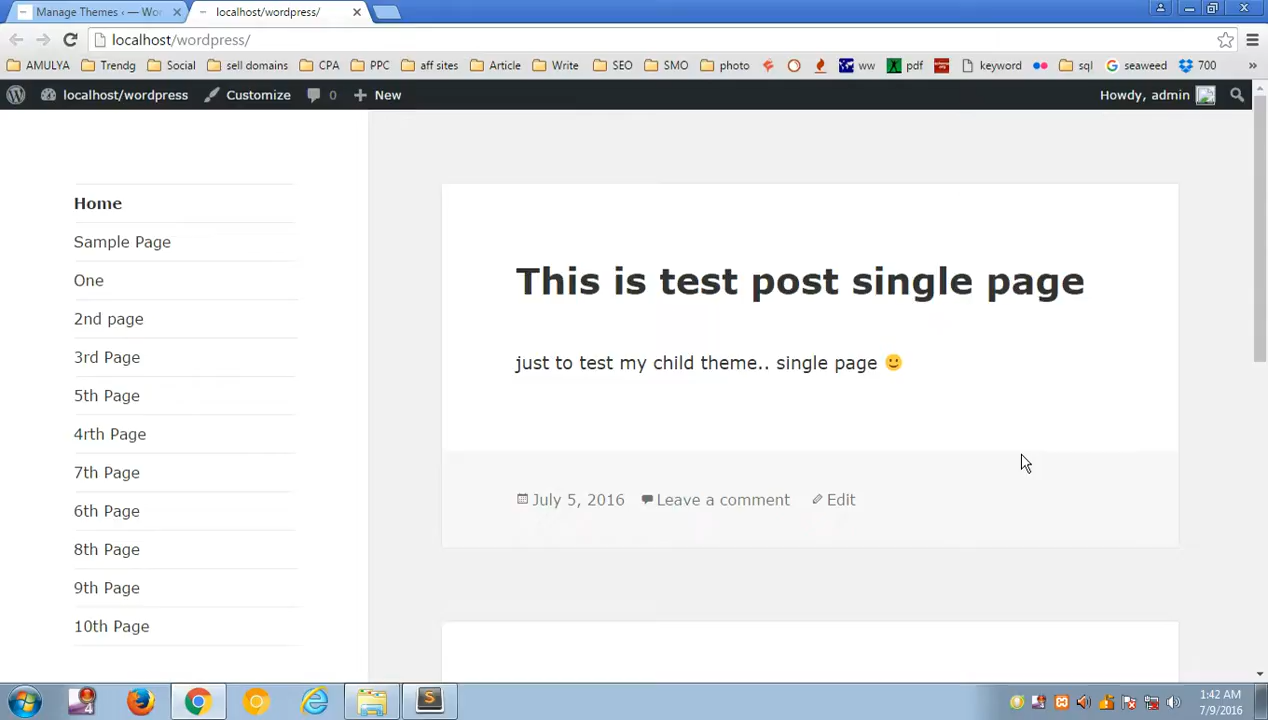 Manage Themes ‹ — Wor
localhost/wordpress/
localhost/wordpress/
AMULYA Trendg Social sell domains CPA PPC aff sites Article Write SEO SMO photo ww pdf keyword sql seaweed 700 »
localhost/wordpress Customize 0 New Howdy, admin
Home
Sample Page
One
2nd page
3rd Page
5th Page
4rth Page
7th Page
6th Page
8th Page
9th Page
10th Page
This is test post single page
just to test my child theme.. single page 🙂
July 5, 2016 Leave a comment Edit
1:42 AM
7/9/2016